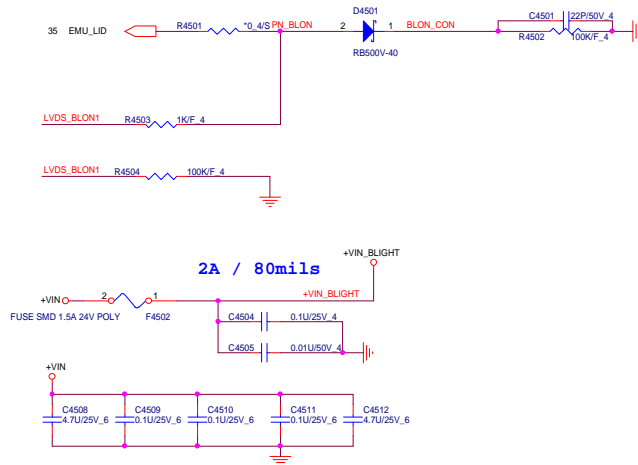 D4501
C4501 22P/50V_4
35 EMU_LID R4501 *0_4/S PN_BLON 2 1 BLON_CON
R4502 100K/F_4
RB500V-40
LVDS_BLON1 R4503 1K/F_4
LVDS_BLON1 R4504 100K/F_4
2A / 80mils
+VIN_BLIGHT
+VIN 2 1 +VIN_BLIGHT
FUSE SMD 1.5A 24V POLY F4502
C4504 0.1U/25V_4
C4505 0.01U/50V_4
+VIN
C4508 C4509 C4510 C4511 C4512
4.7U/25V_6 0.1U/25V_6 0.1U/25V_6 0.1U/25V_6 4.7U/25V_6